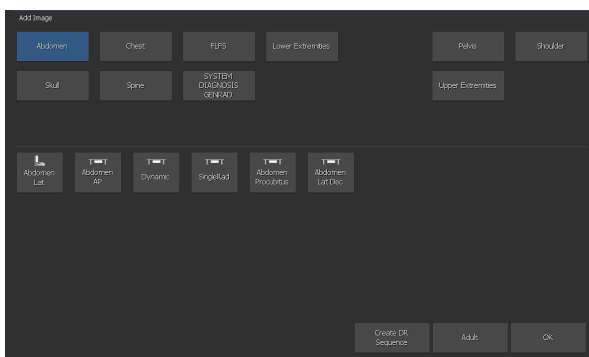 Add Image
Abdomen
Chest
FLFS
Lower Extremities
Pelvis
Shoulder
Skull
Spine
SYSTEM
DIAGNOSIS
GENRAD
Upper Extremities
Abdomen
Lat
Abdomen
AP
Dynamic
SingleRad
Abdomen
Procubitus
Abdomen
Lat Dec
Create DR
Sequence
Adult
OK